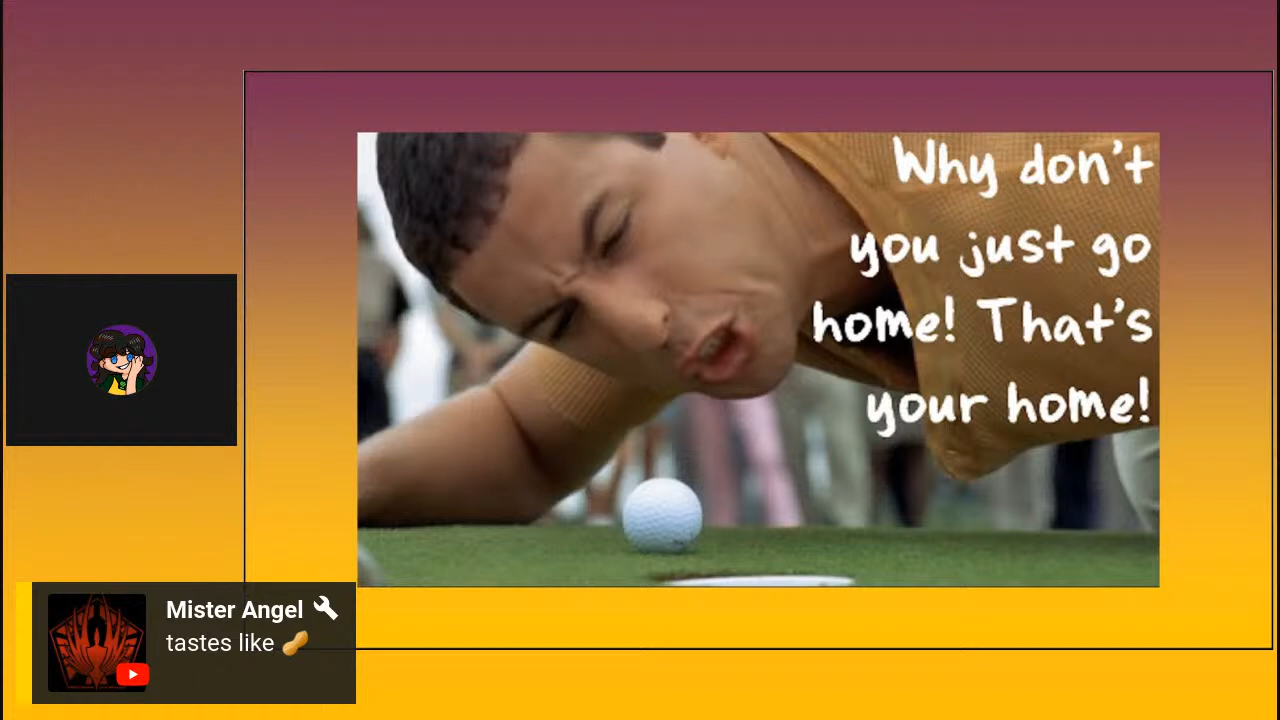 Why don't
you just go
home! That's
your home!
Mister Angel
tastes like